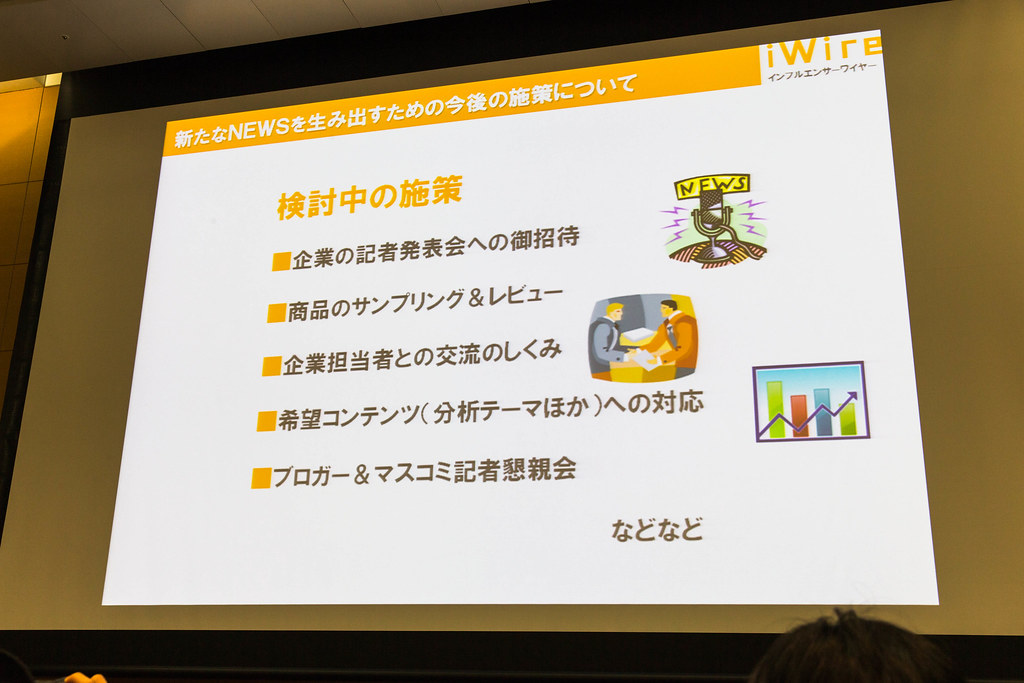 iWire
インフルエンサーワイヤー
新たなNEWSを生み出すための今後の施策について
検討中の施策
NEWS
■企業の記者発表会への御招待
■商品のサンプリング＆レビュー
■企業担当者との交流のしくみ
■希望コンテンツ(分析テーマほか)への対応
■ブロガー＆マスコミ記者懇親会
などなど